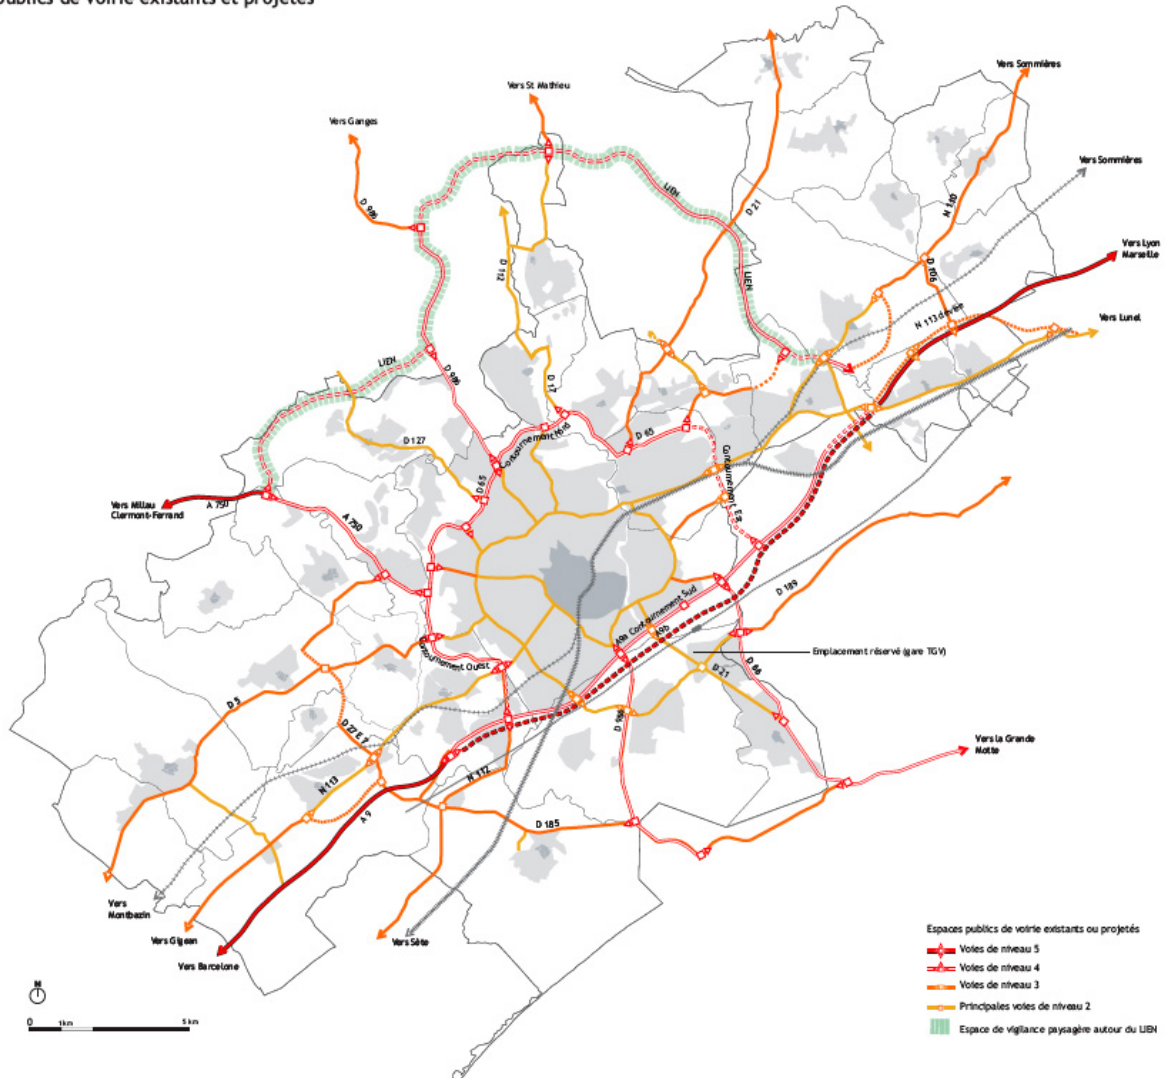 publics de voirie existants et projetés
Vers Sommières
Vers St Mathieu
Vers Ganges
Vers Sommières
LIEN
D 986
D 21
N 110
Vers Lyon
Marseille
D 112
D 106
LIEN
N 113 déviée
Vers Lunel
LIEN
D 986
D 17
D 127
D 65
Contournement Nord
Contournement Est
D 65
Vers Millau
Clermont-Ferrand
A 750
A 750
D 189
A9a Contournement Sud
A9b
Contournement Ouest
Emplacement réservé (gare TGV)
D 66
D 21
D 5
D 986
D 27 E 7
Vers la Grande
Motte
N 113
N 112
A 9
D 185
Vers
Montbazin
Vers Gigean
Vers Sète
Vers Barcelone
Espaces publics de voirie existants ou projetés
Voies de niveau 5
Voies de niveau 4
Voies de niveau 3
Principales voies de niveau 2
Espace de vigilance paysagère autour du LIEN
N
0 1km 5 km